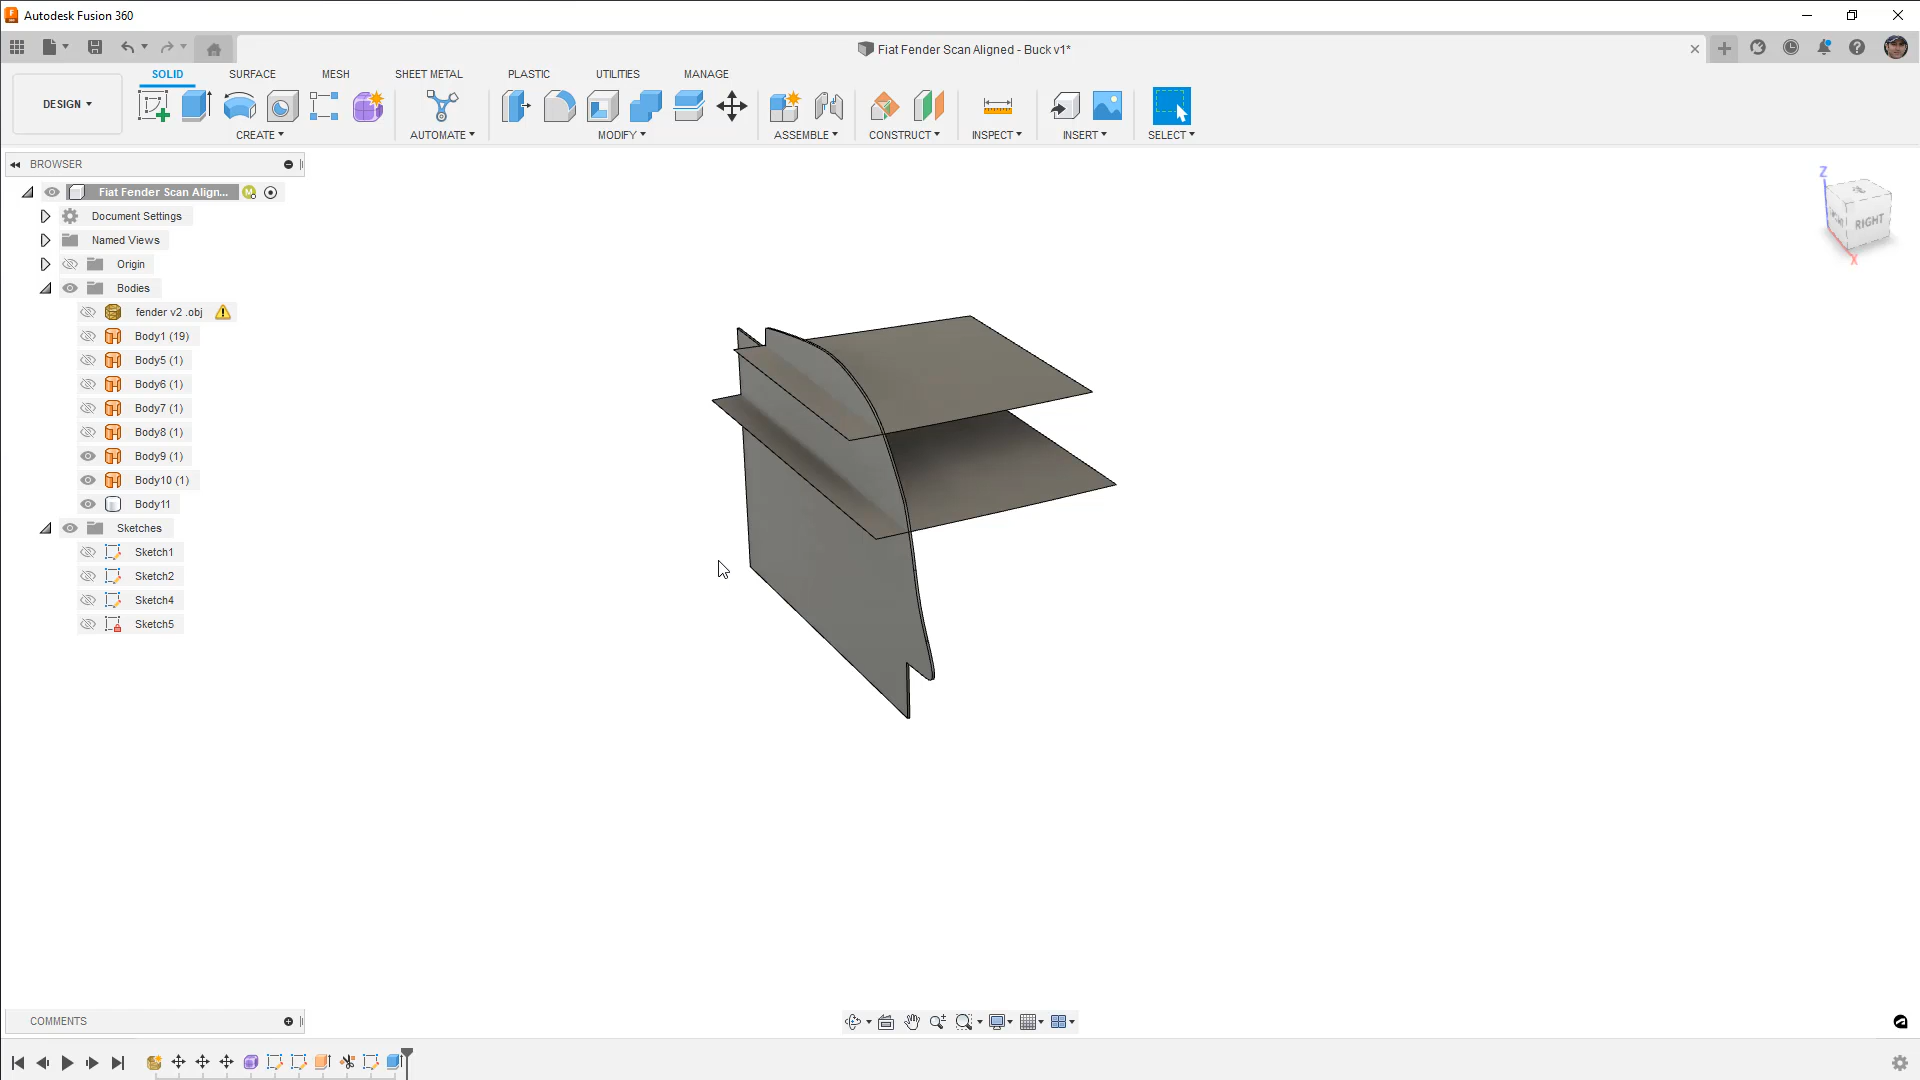 Autodesk Fusion 360
Fiat Fender Scan Aligned - Buck v1*
SOLID SURFACE MESH SHEET METAL PLASTIC UTILITIES MANAGE
DESIGN
CREATE AUTOMATE MODIFY ASSEMBLE CONSTRUCT INSPECT INSERT SELECT
BROWSER
Fiat Fender Scan Align...
Document Settings
Named Views
Origin
Bodies
fender v2 .obj
Body1 (19)
Body5 (1)
Body6 (1)
Body7 (1)
Body8 (1)
Body9 (1)
Body10 (1)
Body11
Sketches
Sketch1
Sketch2
Sketch4
Sketch5
Z
RIGHT
X
COMMENTS